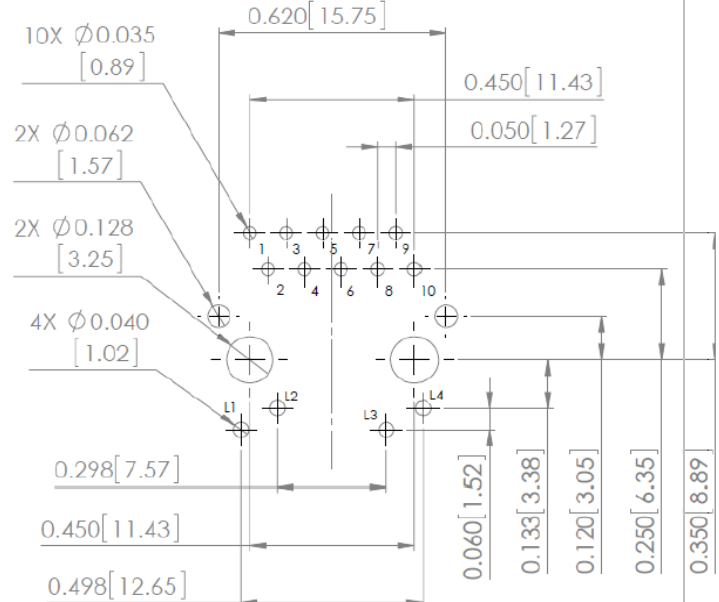 0.620[15.75]
10X ∅0.035
[0.89]
0.450[11.43]
0.050[1.27]
2X ∅0.062
[1.57]
2X ∅0.128
[3.25]
1 3 5 7 9
2 4 6 8 10
4X ∅0.040
[1.02]
L1 L2 L3 L4
0.298[7.57]
0.450[11.43]
0.498[12.65]
0.060[1.52]
0.133[3.38]
0.120[3.05]
0.250[6.35]
0.350[8.89]